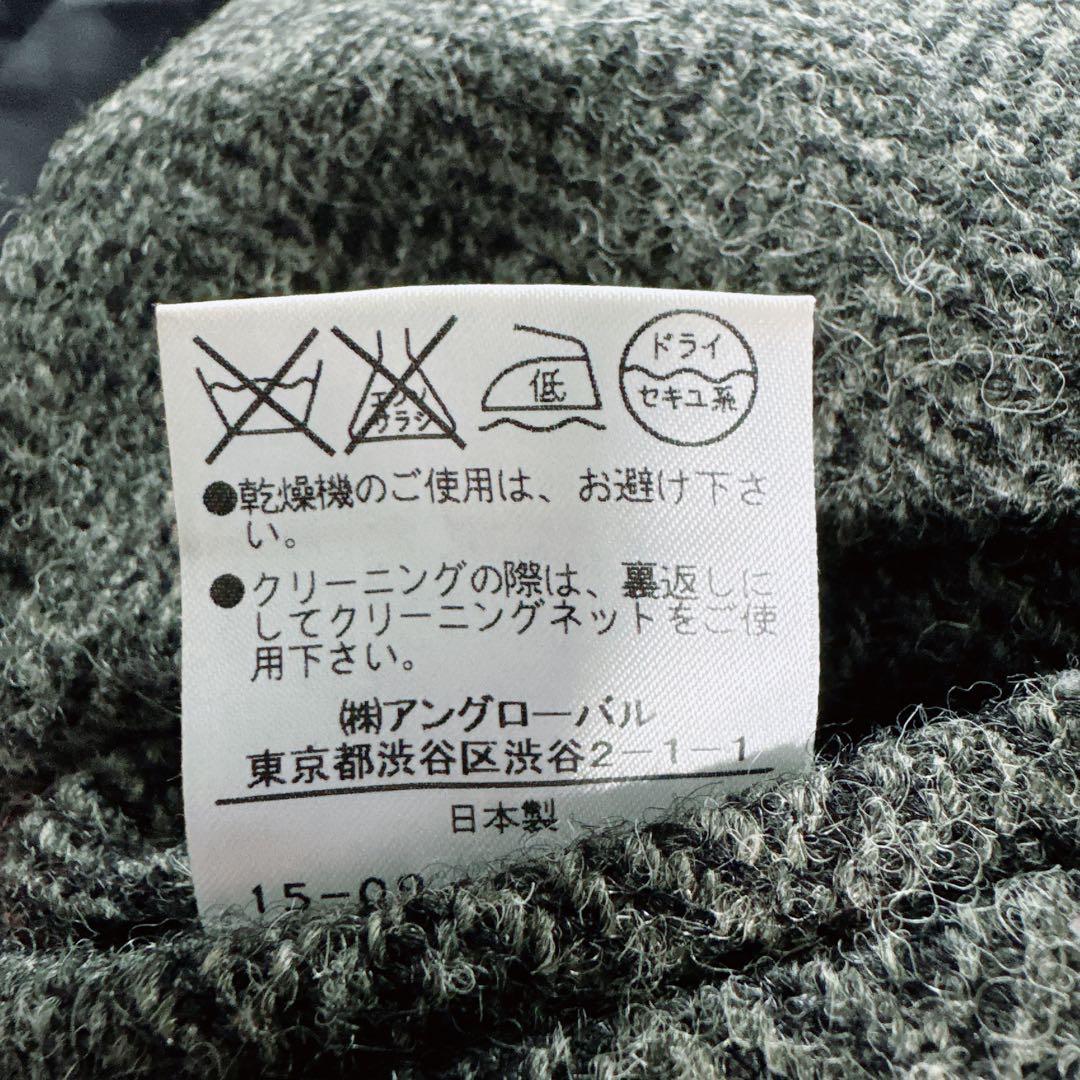 エンソ
サラシ
低
ドライ
セキユ系
●乾燥機のご使用は、お避け下さ
い。
●クリーニングの際は、裏返しに
してクリーニングネットをご使
用下さい。
㈱アングローバル
東京都渋谷区渋谷2-1-1
日本製
15-0